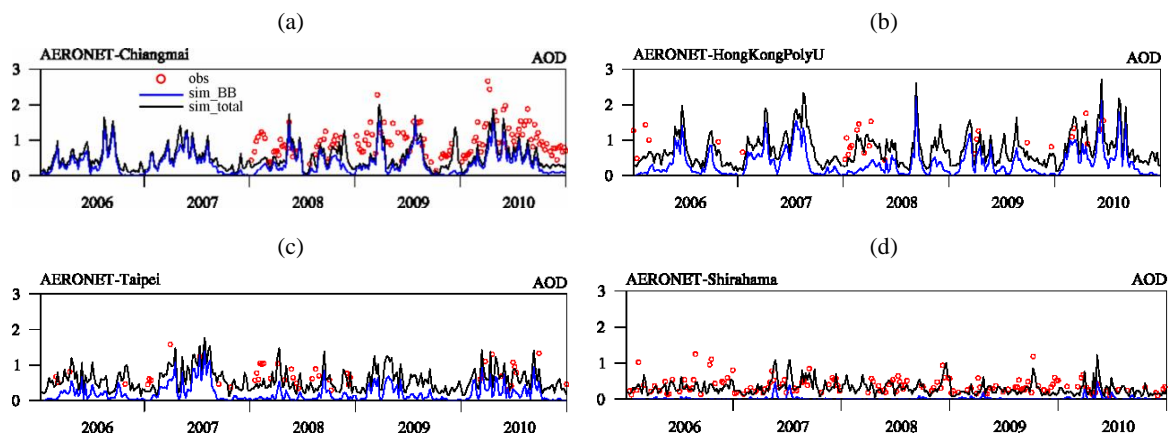 (a)
AERONET-Chiangmai AOD
3
obs
sim_BB
2
sim_total
1
0
2006 2007 2008 2009 2010
(b)
AERONET-HongKongPolyU AOD
3
2
1
0
2006 2007 2008 2009 2010
(c)
AERONET-Taipei AOD
3
2
1
0
2006 2007 2008 2009 2010
(d)
AERONET-Shirahama AOD
3
2
1
0
2006 2007 2008 2009 2010